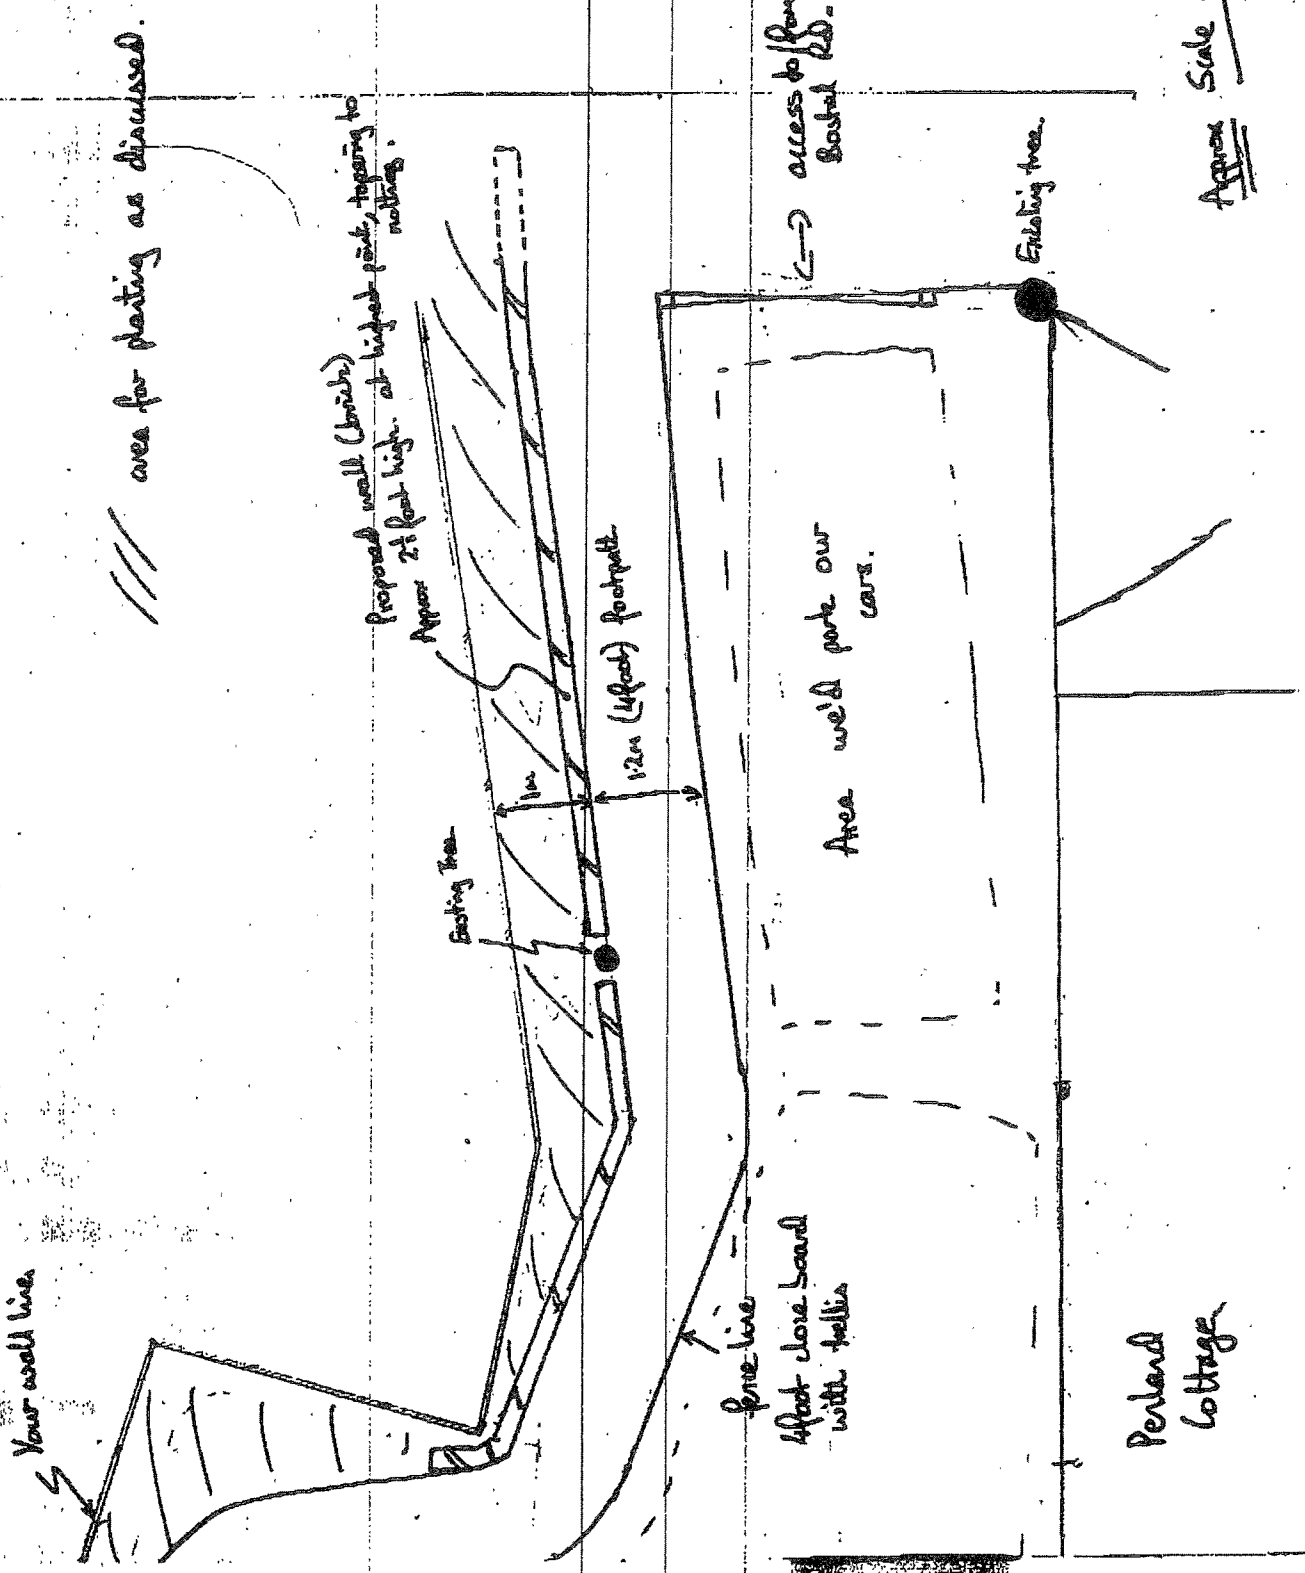 area for planting as discussed.
Proposed wall (brick)
Approx 2½ foot high. at highest point, tapering to
nothing.
Your wall line
Existing Tree
1m
1.2m (4foot) footpath
access to/from
Bostal RD.
Existing tree.
Approx Scale
Area we'd park our
cars.
fence line
4foot close board
with trellis
Penland
Cottage